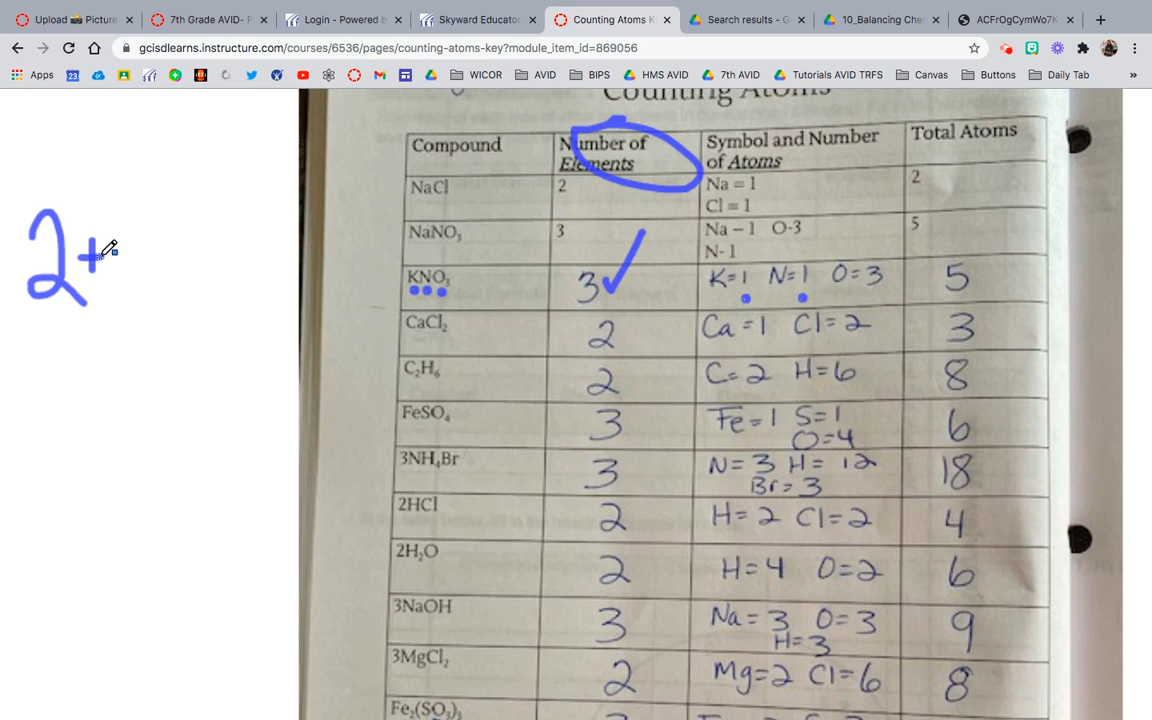 Upload 📸 Picture
7th Grade AVID- P
Login - Powered b
Skyward Educator
Counting Atoms K
Search results - G
10_Balancing Che
ACFrOgCymWo7K
gcisdlearns.instructure.com/courses/6536/pages/counting-atoms-key?module_item_id=869056
Apps
23
WICOR
AVID
BIPS
HMS AVID
7th AVID
Tutorials AVID TRFS
Canvas
Buttons
Daily Tab
»
Counting Atoms
Compound
Number of
Elements
Symbol and Number
of Atoms
Total Atoms
NaCl
2
Na = 1
Cl = 1
2
NaNO₃
3
Na – 1 O-3
N- 1
5
KNO₃
3
K=1 N=1 O=3
5
CaCl₂
2
Ca=1 Cl=2
3
C₂H₆
2
C=2 H=6
8
FeSO₄
3
Fe=1 S=1
O=4
6
3NH₄Br
3
N=3 H=12
Br=3
18
2HCl
2
H=2 Cl=2
4
2H₂O
2
H=4 O=2
6
3NaOH
3
Na=3 O=3
H=3
9
3MgCl₂
2
Mg=2 Cl=6
8
Fe₂(SO₃)₃
2+